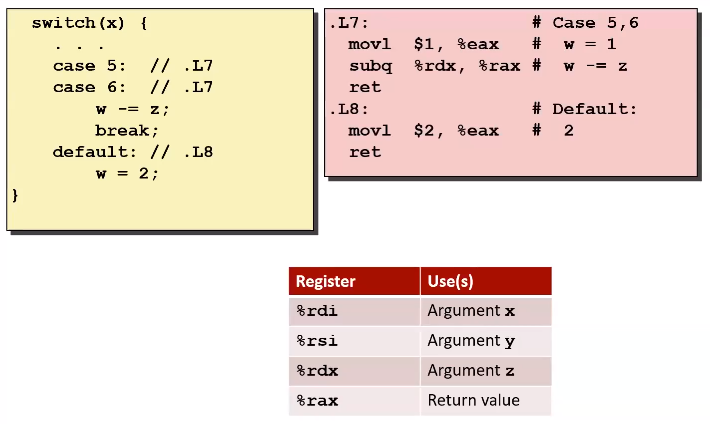 switch(x) {
. . .
case 5:  // .L7
case 6:  // .L7
w -= z;
break;
default: // .L8
w = 2;
}
.L7:                # Case 5,6
movl  $1, %eax   #  w = 1
subq  %rdx, %rax #  w -= z
ret
.L8:                # Default:
movl  $2, %eax   #  2
ret
Register Use(s)
%rdi Argument x
%rsi Argument y
%rdx Argument z
%rax Return value